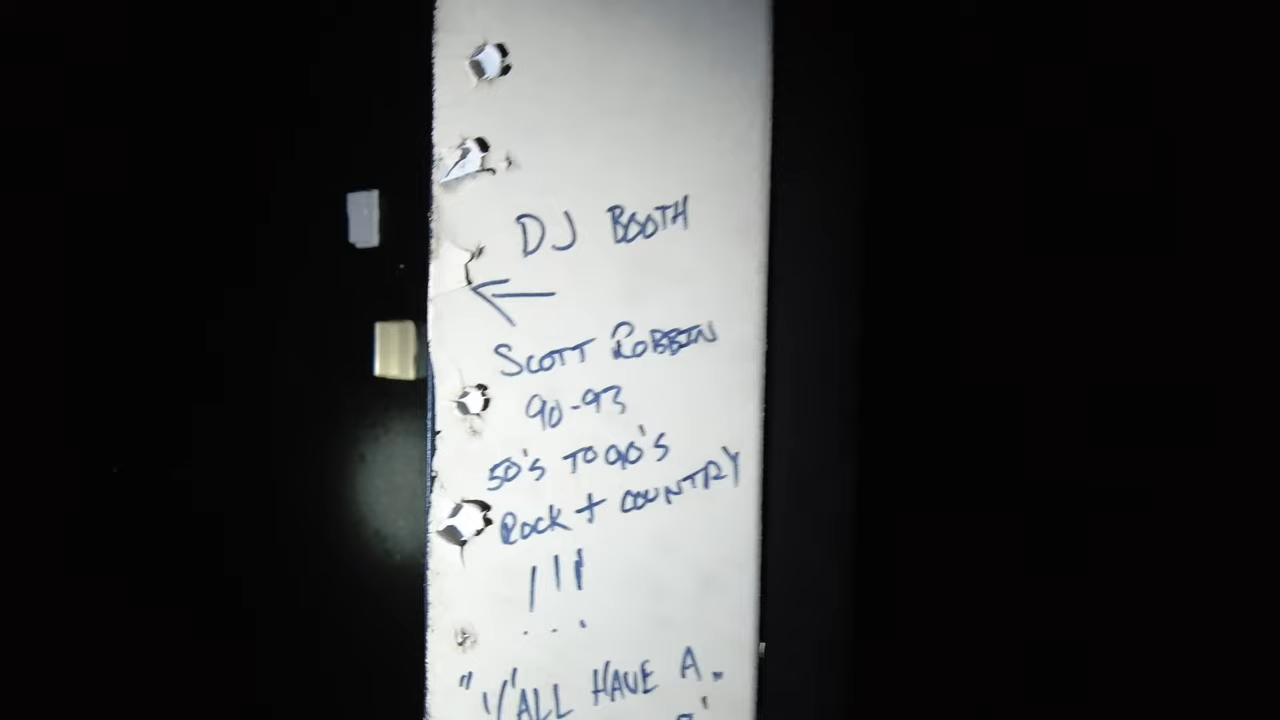 DJ BOOTH
←
SCOTT ROBBIN
90-93
50'S TO 90'S
ROCK + COUNTRY
!!!
"Y'ALL HAVE A